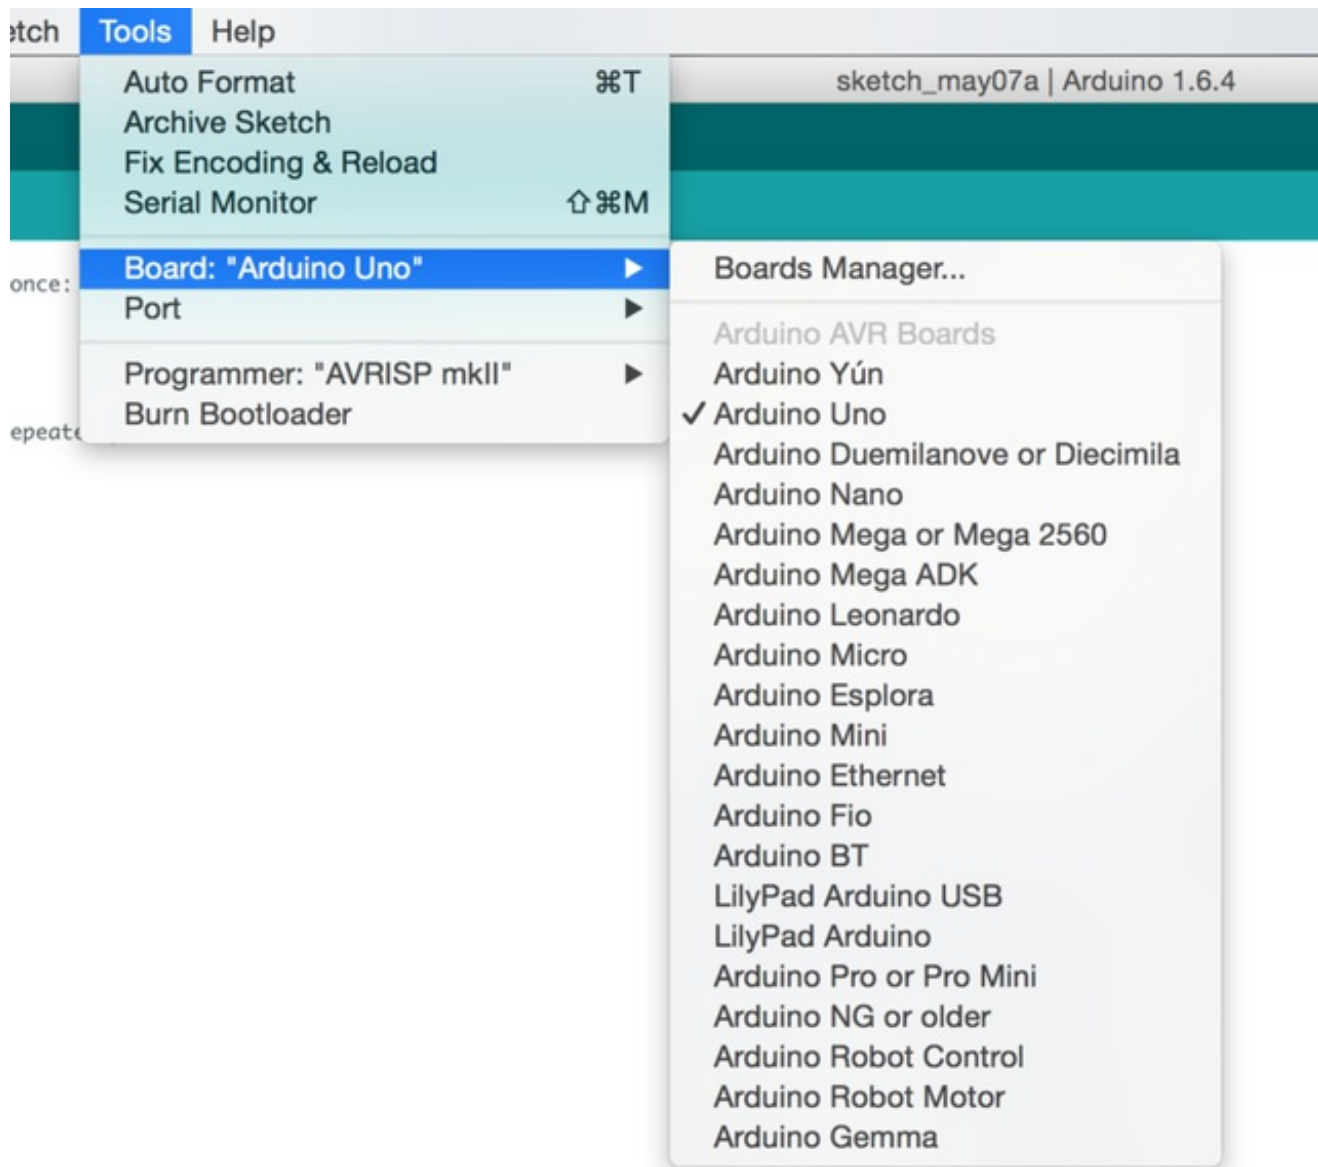 etch Tools Help
sketch_may07a | Arduino 1.6.4
Auto Format ⌘T
Archive Sketch
Fix Encoding & Reload
Serial Monitor ⇧⌘M
Board: "Arduino Uno" ▶
Port ▶
Programmer: "AVRISP mkII" ▶
Burn Bootloader
once:
epeate
Boards Manager...
Arduino AVR Boards
Arduino Yún
✓ Arduino Uno
Arduino Duemilanove or Diecimila
Arduino Nano
Arduino Mega or Mega 2560
Arduino Mega ADK
Arduino Leonardo
Arduino Micro
Arduino Esplora
Arduino Mini
Arduino Ethernet
Arduino Fio
Arduino BT
LilyPad Arduino USB
LilyPad Arduino
Arduino Pro or Pro Mini
Arduino NG or older
Arduino Robot Control
Arduino Robot Motor
Arduino Gemma